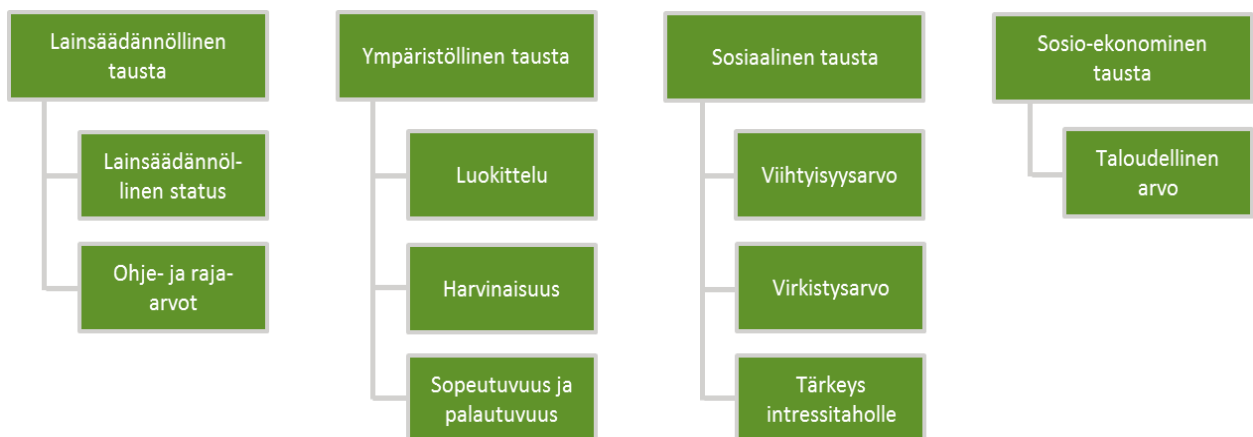 Lainsäädännöllinen
tausta
Lainsäädännöl-
linen status
Ohje- ja raja-
arvot
Ympäristöllinen tausta
Luokittelu
Harvinaisuus
Sopeutuvuus ja
palautuvuus
Sosiaalinen tausta
Viihtyisyysarvo
Virkistysarvo
Tärkeys
intressitaholle
Sosio-ekonominen
tausta
Taloudellinen
arvo